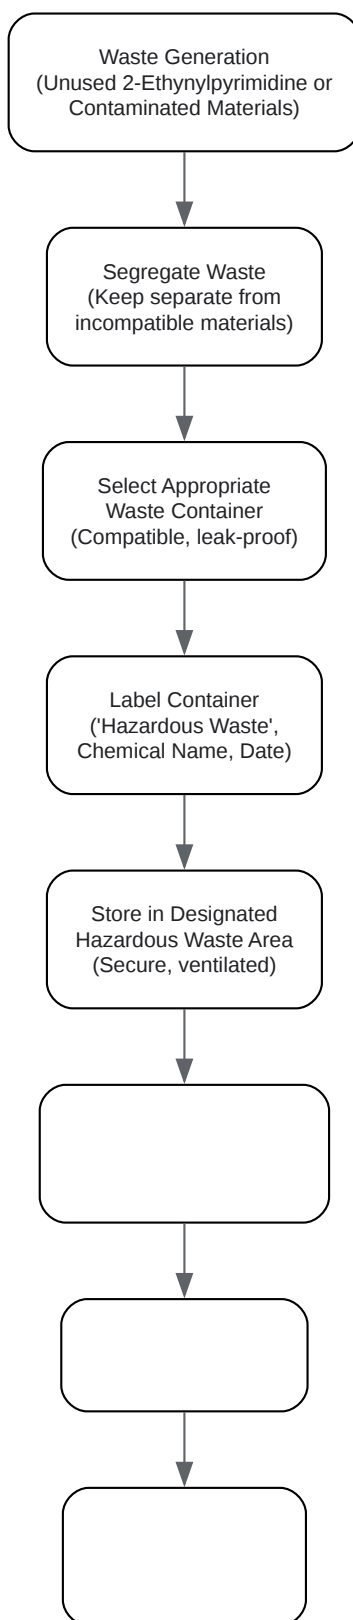 Waste Generation
(Unused 2-Ethynylpyrimidine or
Contaminated Materials)
Segregate Waste
(Keep separate from
incompatible materials)
Select Appropriate
Waste Container
(Compatible, leak-proof)
Label Container
('Hazardous Waste',
Chemical Name, Date)
Store in Designated
Hazardous Waste Area
(Secure, ventilated)